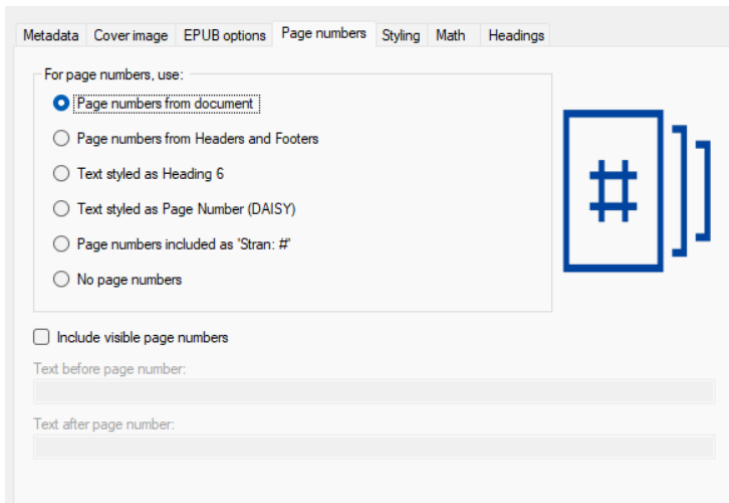 Metadata Cover image EPUB options Page numbers Styling Math Headings
For page numbers, use:
Page numbers from document
Page numbers from Headers and Footers
Text styled as Heading 6
Text styled as Page Number (DAISY)
Page numbers included as 'Stran: #'
No page numbers
#
Include visible page numbers
Text before page number:
Text after page number: